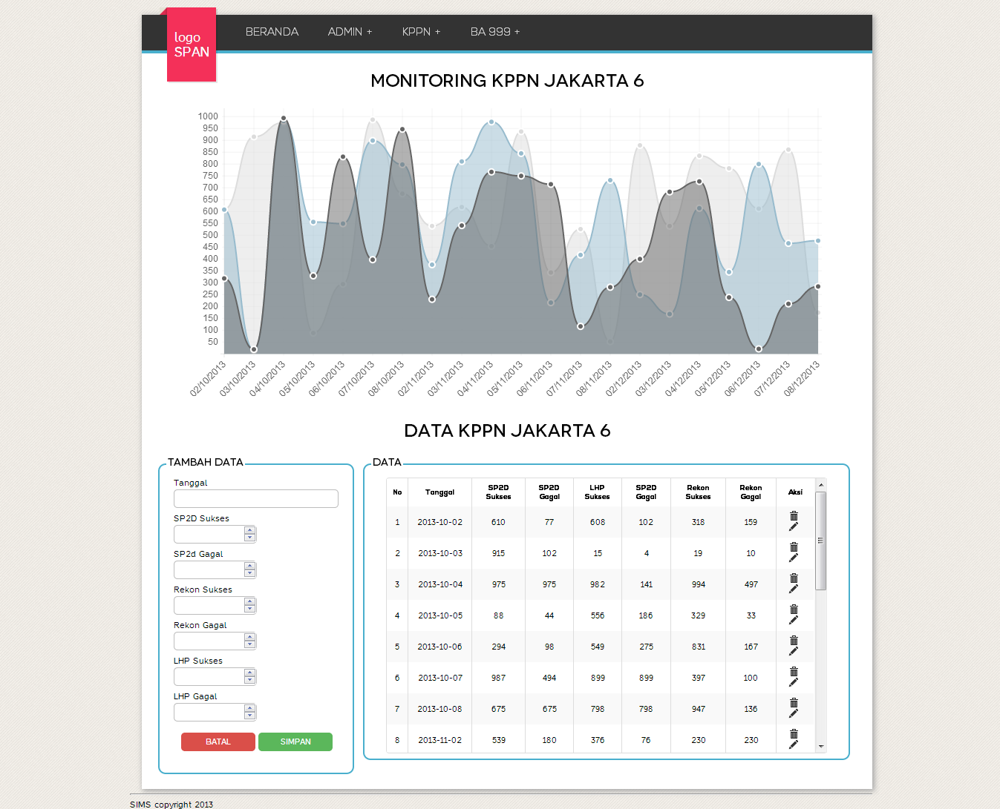 logo
SPAN
BERANDA ADMIN + KPPN + BA 999 +
MONITORING KPPN JAKARTA 6
1000
950
900
850
800
750
700
650
600
550
500
450
400
350
300
250
200
150
100
50
02/10/2013 03/10/2013 04/10/2013 05/10/2013 06/10/2013 07/10/2013 08/10/2013 02/11/2013 03/11/2013 04/11/2013 05/11/2013 06/11/2013 07/11/2013 08/11/2013 02/12/2013 03/12/2013 04/12/2013 05/12/2013 06/12/2013 07/12/2013 08/12/2013
DATA KPPN JAKARTA 6
TAMBAH DATA
Tanggal
SP2D Sukses
SP2d Gagal
Rekon Sukses
Rekon Gagal
LHP Sukses
LHP Gagal
BATAL SIMPAN
DATA
No Tanggal SP2D Sukses SP2D Gagal LHP Sukses SP2D Gagal Rekon Sukses Rekon Gagal Aksi
1 2013-10-02 610 77 608 102 318 159
2 2013-10-03 915 102 15 4 19 10
3 2013-10-04 975 975 982 141 994 497
4 2013-10-05 88 44 556 186 329 33
5 2013-10-06 294 98 549 275 831 167
6 2013-10-07 987 494 899 899 397 100
7 2013-10-08 675 675 798 798 947 136
8 2013-11-02 539 180 376 76 230 230
SIMS copyright 2013